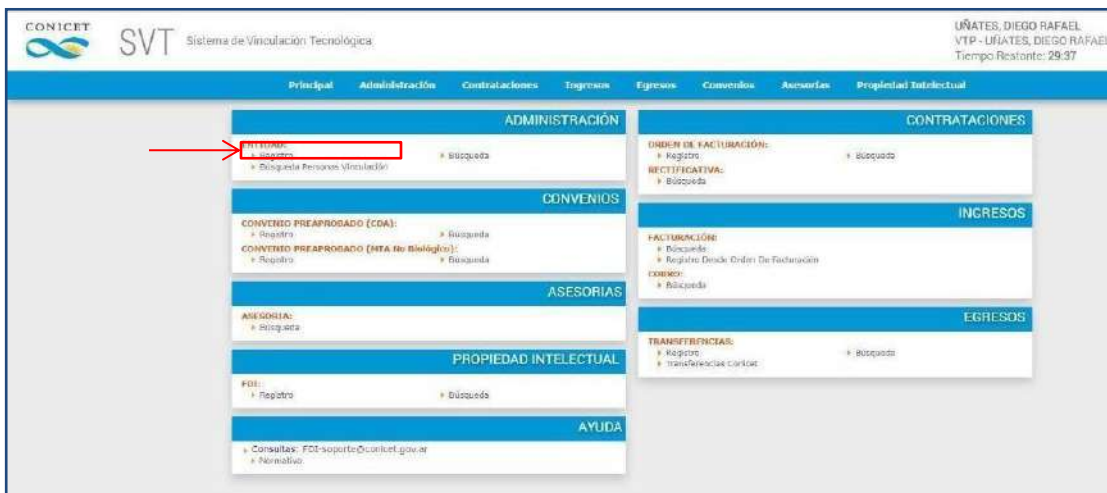 CONICET
SVT Sistema de Vinculación Tecnológica
UÑATES, DIEGO RAFAEL
VTP - UÑATES, DIEGO RAFAEL
Tiempo Restante: 29:37
Principal Administración Contrataciones Ingresos Egresos Convenios Asesorías Propiedad Intelectual
ADMINISTRACIÓN
ENTIDAD:
Registro Búsqueda
Búsqueda Personas Vinculación
CONVENIOS
CONVENIO PREAPROBADO (CDA):
Registro Búsqueda
CONVENIO PREAPROBADO (MTA No Biológico):
Registro Búsqueda
ASESORIAS
ASESORIA:
Búsqueda
PROPIEDAD INTELECTUAL
FDI:
Registro Búsqueda
AYUDA
Consultas: FDI-soporte@conicet.gov.ar
Normativa
CONTRATACIONES
ORDEN DE FACTURACIÓN:
Registro Búsqueda
RECTIFICATIVA:
Búsqueda
INGRESOS
FACTURACIÓN:
Búsqueda
Registro Desde Orden De Facturación
COBRO:
Búsqueda
EGRESOS
TRANSFERENCIAS:
Registro Búsqueda
Transferencias Conicet